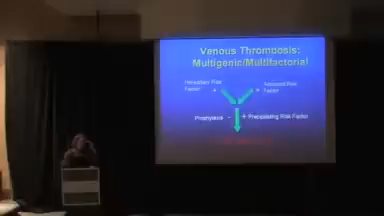 Venous Thrombosis:
Multigenic/Multifactorial
Hereditary Risk
Factor
+
+
Acquired Risk
Factor
Prophylaxis
−
+ Precipitating Risk Factor